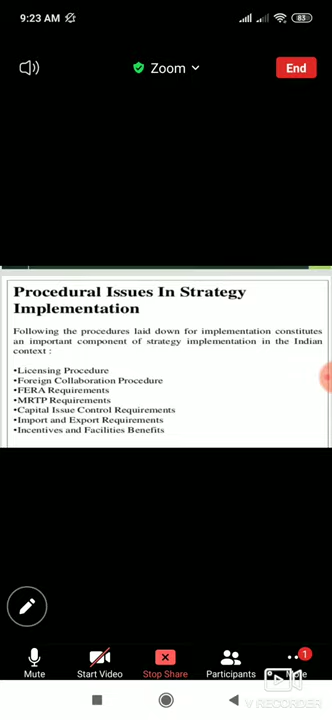 9:23 AM
83
Zoom
End
Procedural Issues In Strategy
Implementation
Following the procedures laid down for implementation constitutes
an important component of strategy implementation in the Indian
context :
•Licensing Procedure
•Foreign Collaboration Procedure
•FERA Requirements
•MRTP Requirements
•Capital Issue Control Requirements
•Import and Export Requirements
•Incentives and Facilities Benefits
1
Mute
Start Video
Stop Share
Participants
More
V RECORDER